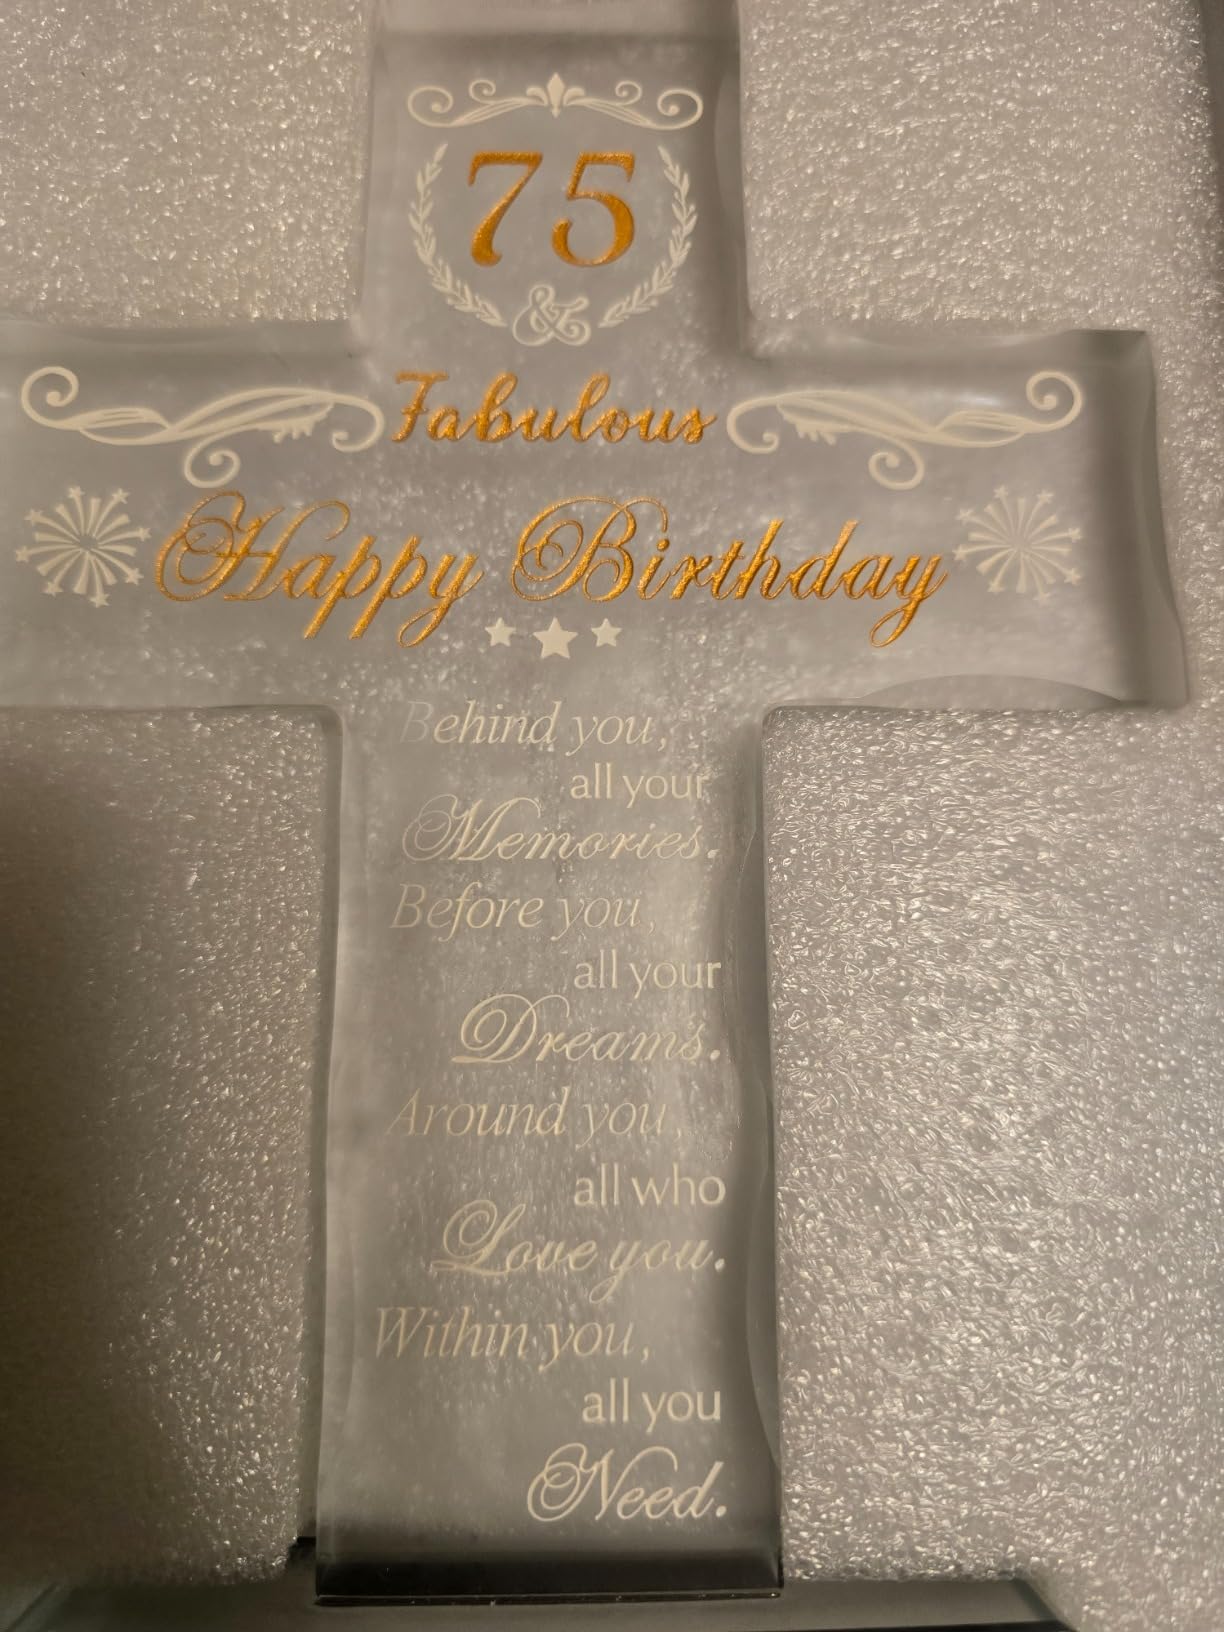 75
&
Fabulous
Happy Birthday
Behind you,
all your
Memories.
Before you,
all your
Dreams.
Around you,
all who
Love you.
Within you,
all you
Need.